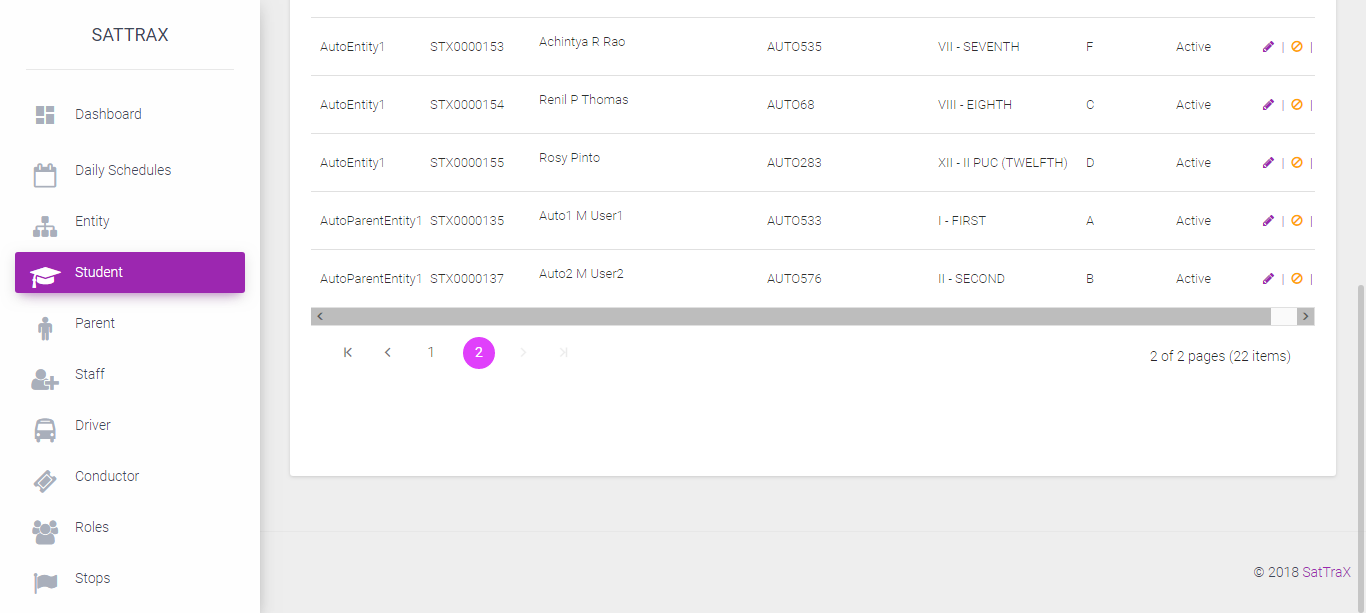 SATTRAX
Dashboard
Daily Schedules
Entity
Student
Parent
Staff
Driver
Conductor
Roles
Stops
AutoEntity1 STX0000153 Achintya R Rao AUTO535 VII - SEVENTH F Active | |
AutoEntity1 STX0000154 Renil P Thomas AUTO68 VIII - EIGHTH C Active | |
AutoEntity1 STX0000155 Rosy Pinto AUTO283 XII - II PUC (TWELFTH) D Active | |
AutoParentEntity1 STX0000135 Auto1 M User1 AUTO533 I - FIRST A Active | |
AutoParentEntity1 STX0000137 Auto2 M User2 AUTO576 II - SECOND B Active | |
1 2
2 of 2 pages (22 items)
© 2018 SatTraX